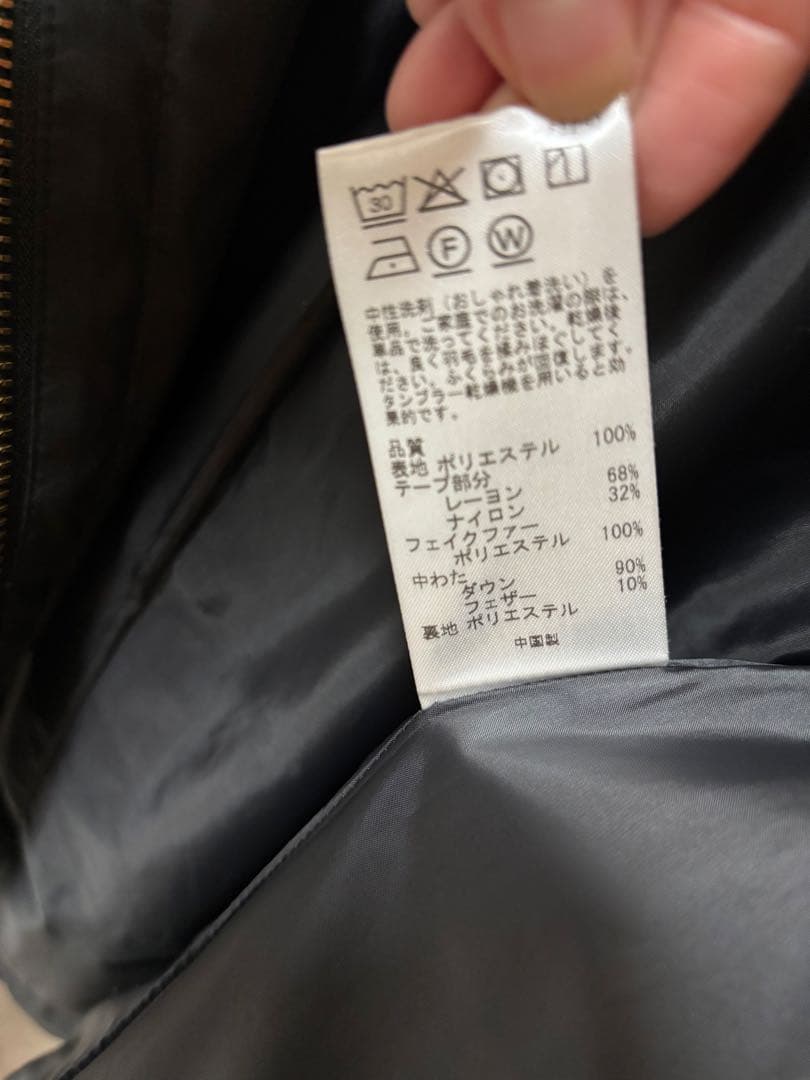 30
F W
中性洗剤(おしゃれ着洗い)を
使用。ご家庭でのお洗濯の際は、
単品で洗ってください。乾燥後
は、良く羽毛を揉みほぐしてく
ださい。ふくらみが回復します。
タンブラー乾燥機を用いると効
果的です。
品質
表地 ポリエステル 100%
テープ部分
レーヨン 68%
ナイロン 32%
フェイクファー
ポリエステル 100%
中わた
ダウン 90%
フェザー 10%
裏地 ポリエステル
中国製